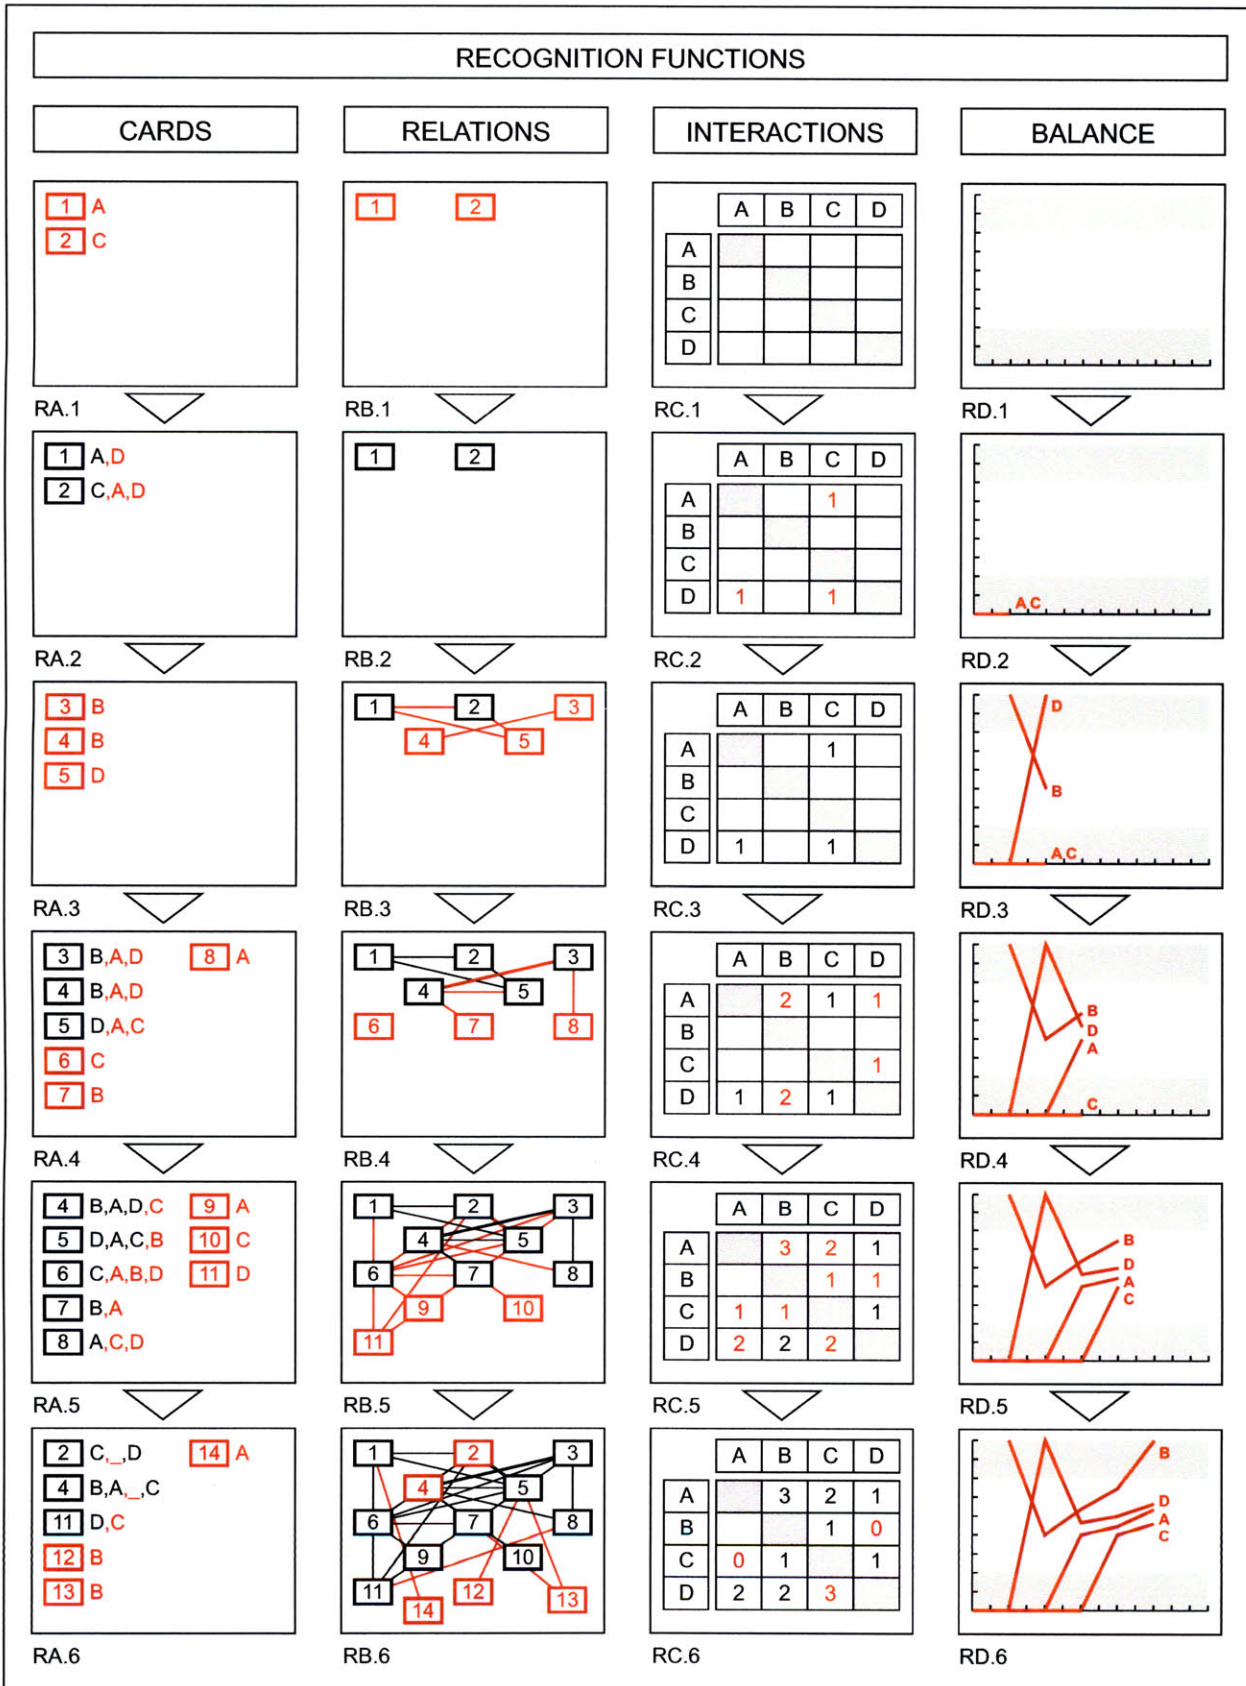 RECOGNITION FUNCTIONS
CARDS RELATIONS INTERACTIONS BALANCE
1 A
2 C
1 2
A B C D
A
B
C
D
RA.1 RB.1 RC.1 RD.1
1 A,D
2 C,A,D
1 2
A B C D
A 1
B
C
D 1 1
A C
RA.2 RB.2 RC.2 RD.2
3 B
4 B
5 D
1 2 3
4 5
A B C D
A 1
B
C
D 1 1
D
B
A,C
RA.3 RB.3 RC.3 RD.3
3 B,A,D 8 A
4 B,A,D
5 D,A,C
6 C
7 B
1 2 3
4 5
6 7 8
A B C D
A 2 1 1
B
C 1
D 1 2 1
B
D
A
C
RA.4 RB.4 RC.4 RD.4
4 B,A,D,C 9 A
5 D,A,C,B 10 C
6 C,A,B,D 11 D
7 B,A
8 A,C,D
1 2 3
4 5
6 7 8
9 10
11
A B C D
A 3 2 1
B 1 1
C 1 1 1
D 2 2 2
B
D
A
C
RA.5 RB.5 RC.5 RD.5
2 C,_,D 14 A
4 B,A,_,C
11 D,C
12 B
13 B
1 2 3
4 5
6 7 8
9 10
11 12 13
14
A B C D
A 3 2 1
B 1 0
C 0 1 1
D 2 2 3
B
D
A
C
RA.6 RB.6 RC.6 RD.6